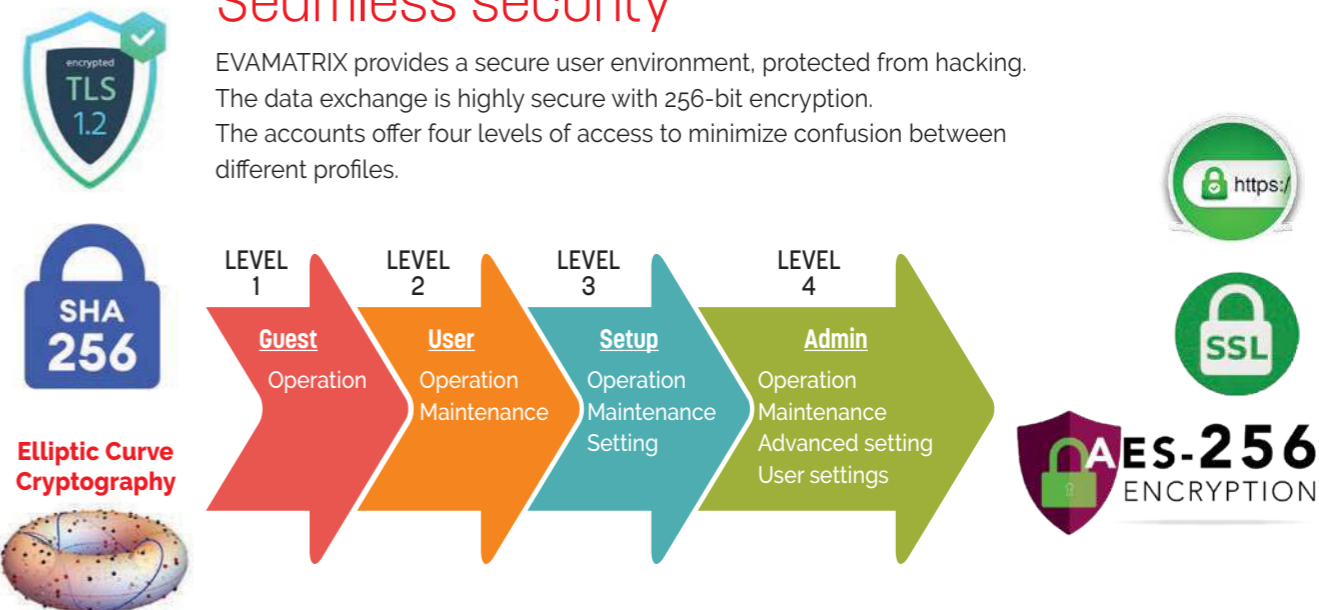 Seamless security
EVAMATRIX provides a secure user environment, protected from hacking.
The data exchange is highly secure with 256-bit encryption.
The accounts offer four levels of access to minimize confusion between
different profiles.
encrypted
TLS
1.2
SHA
256
Elliptic Curve
Cryptography
LEVEL
1
Guest
Operation
LEVEL
2
User
Operation
Maintenance
LEVEL
3
Setup
Operation
Maintenance
Setting
LEVEL
4
Admin
Operation
Maintenance
Advanced setting
User settings
https:/
SSL
AES-256
ENCRYPTION